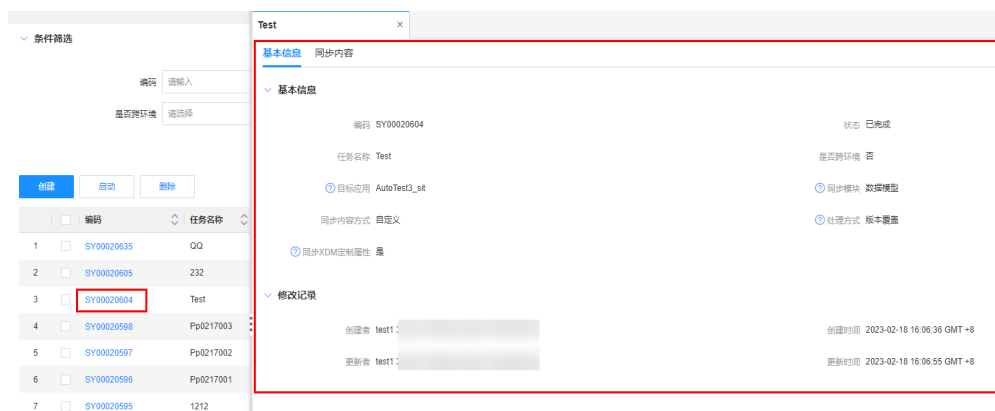 条件筛选
编码 请输入
是否跨环境 请选择
创建 启动 删除
编码 任务名称
1 SY00020635 QQ
2 SY00020605 232
3 SY00020604 Test
4 SY00020598 Pp0217003
5 SY00020597 Pp0217002
6 SY00020596 Pp0217001
7 SY00020595 1212
Test ×
基本信息 同步内容
基本信息
编码 SY00020604 状态 已完成
任务名称 Test 是否跨环境 否
目标应用 AutoTest3_sit 同步模块 数据模型
同步内容方式 自定义 处理方式 版本覆盖
同步XDM定制属性 是
修改记录
创建者 test1 创建时间 2023-02-18 16:06:36 GMT +8
更新者 test1 更新时间 2023-02-18 16:06:55 GMT +8